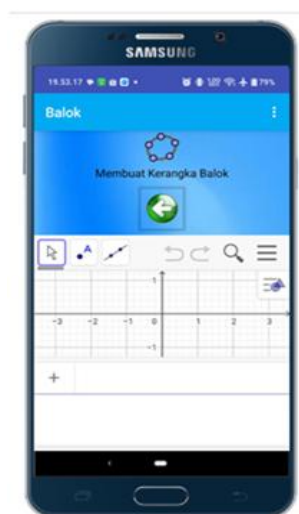 SAMSUNG
19.53.17
79%
Balok
Membuat Kerangka Balok
A
1
-3 -2 -1 0 1 2 3
-1
+